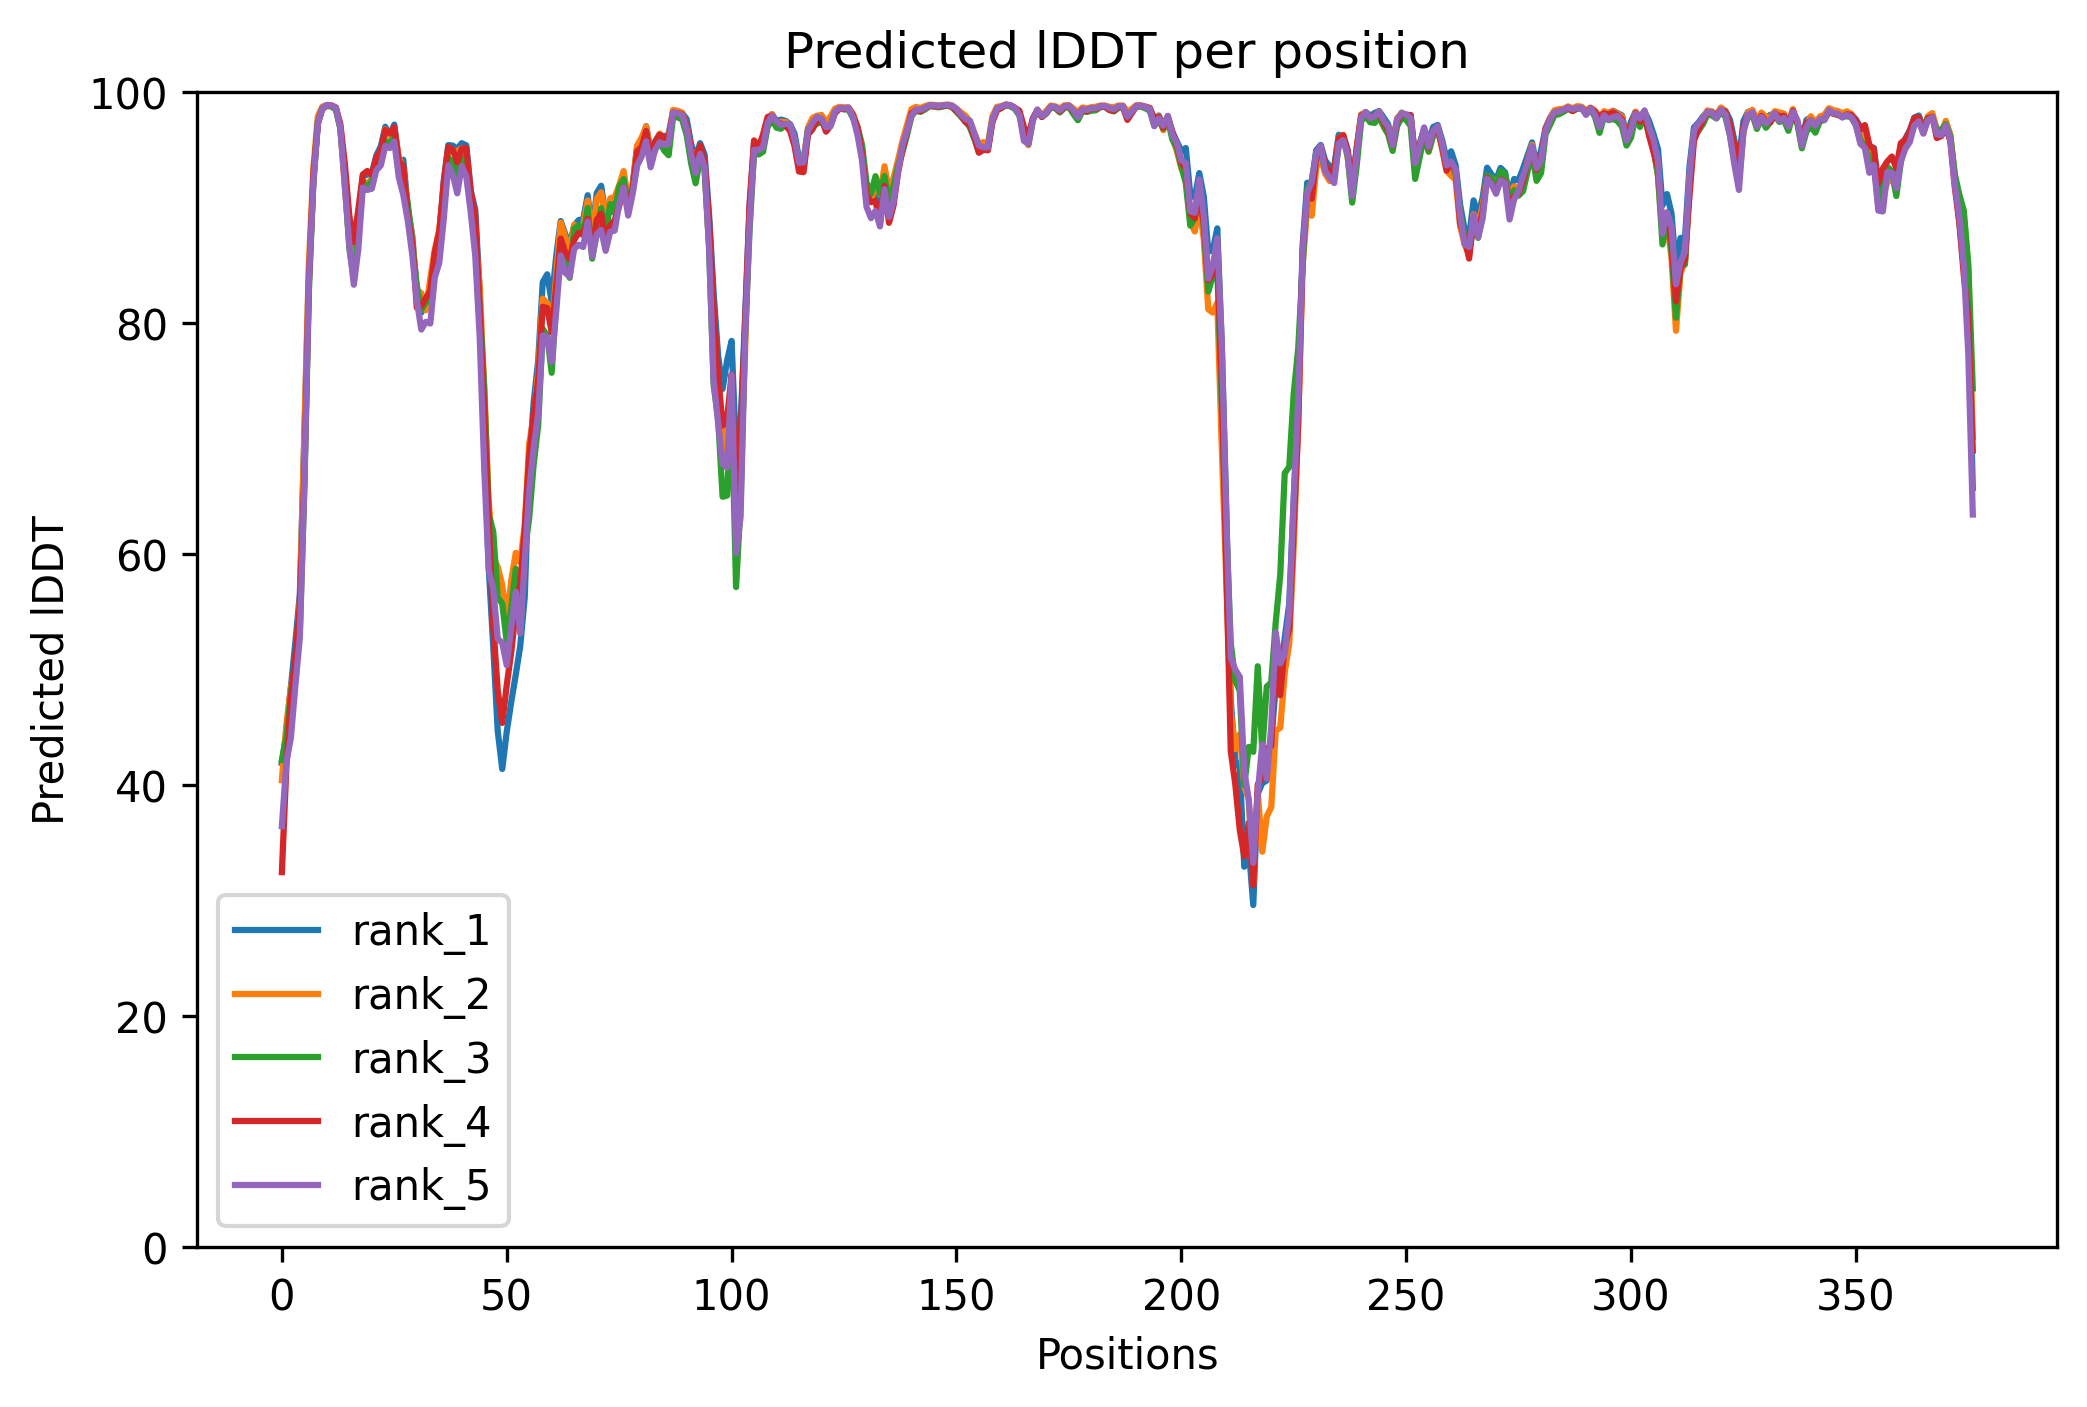 Predicted lDDT per position
100
80
60
40
20
0
Predicted lDDT
rank_1
rank_2
rank_3
rank_4
rank_5
0 50 100 150 200 250 300 350
Positions